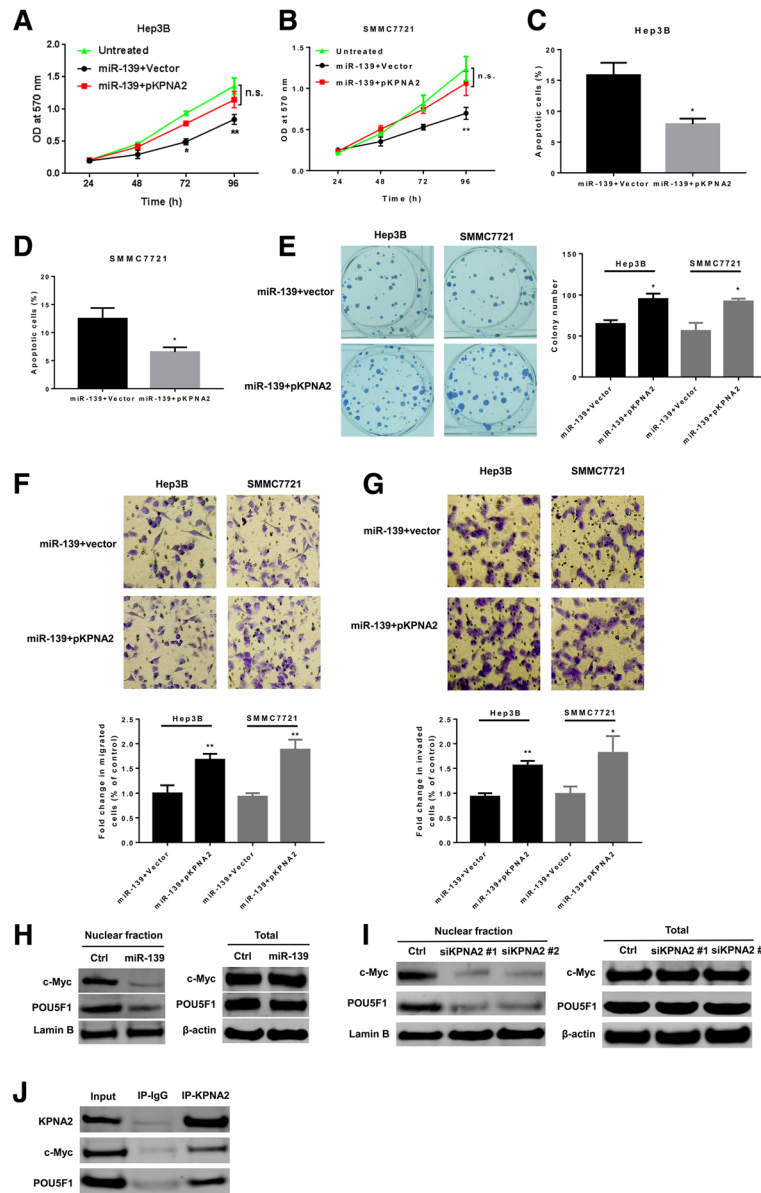 A
Hep3B
Untreated
miR-139+Vector
miR-139+pKPNA2
OD at 570 nm
2.0
1.5
1.0
0.5
0.0
24 48 72 96
Time (h)
n.s.
*
**
B
SMMC7721
Untreated
miR-139+Vector
miR-139+pKPNA2
OD at 570 nm
2.0
1.5
1.0
0.5
0.0
24 48 72 96
Time (h)
n.s.
**
C
Hep3B
Apoptotic cells (%)
20
15
10
5
0
*
miR-139+Vector miR-139+pKPNA2
D
SMMC7721
Apoptotic cells (%)
20
15
10
5
0
*
miR-139+Vector miR-139+pKPNA2
E
Hep3B SMMC7721
miR-139+vector
miR-139+pKPNA2
Colony number
150
100
50
0
Hep3B SMMC7721
* *
miR-139+Vector
miR-139+pKPNA2
miR-139+Vector
miR-139+pKPNA2
F
Hep3B SMMC7721
miR-139+vector
miR-139+pKPNA2
Fold change in migrated
cells (% of control)
2.5
2.0
1.5
1.0
0.5
0.0
Hep3B SMMC7721
** **
miR-139+Vector
miR-139+pKPNA2
miR-139+Vector
miR-139+pKPNA2
G
Hep3B SMMC7721
miR-139+vector
miR-139+pKPNA2
Fold change in invaded
cells (% of control)
2.5
2.0
1.5
1.0
0.5
0.0
Hep3B SMMC7721
** *
miR-139+Vector
miR-139+pKPNA2
miR-139+Vector
miR-139+pKPNA2
H
Nuclear fraction
Ctrl miR-139
c-Myc
POU5F1
Lamin B
Total
Ctrl miR-139
c-Myc
POU5F1
β-actin
I
Nuclear fraction
Ctrl siKPNA2 #1 siKPNA2 #2
c-Myc
POU5F1
Lamin B
Total
Ctrl siKPNA2 #1 siKPNA2 #
c-Myc
POU5F1
β-actin
J
Input IP-IgG IP-KPNA2
KPNA2
c-Myc
POU5F1